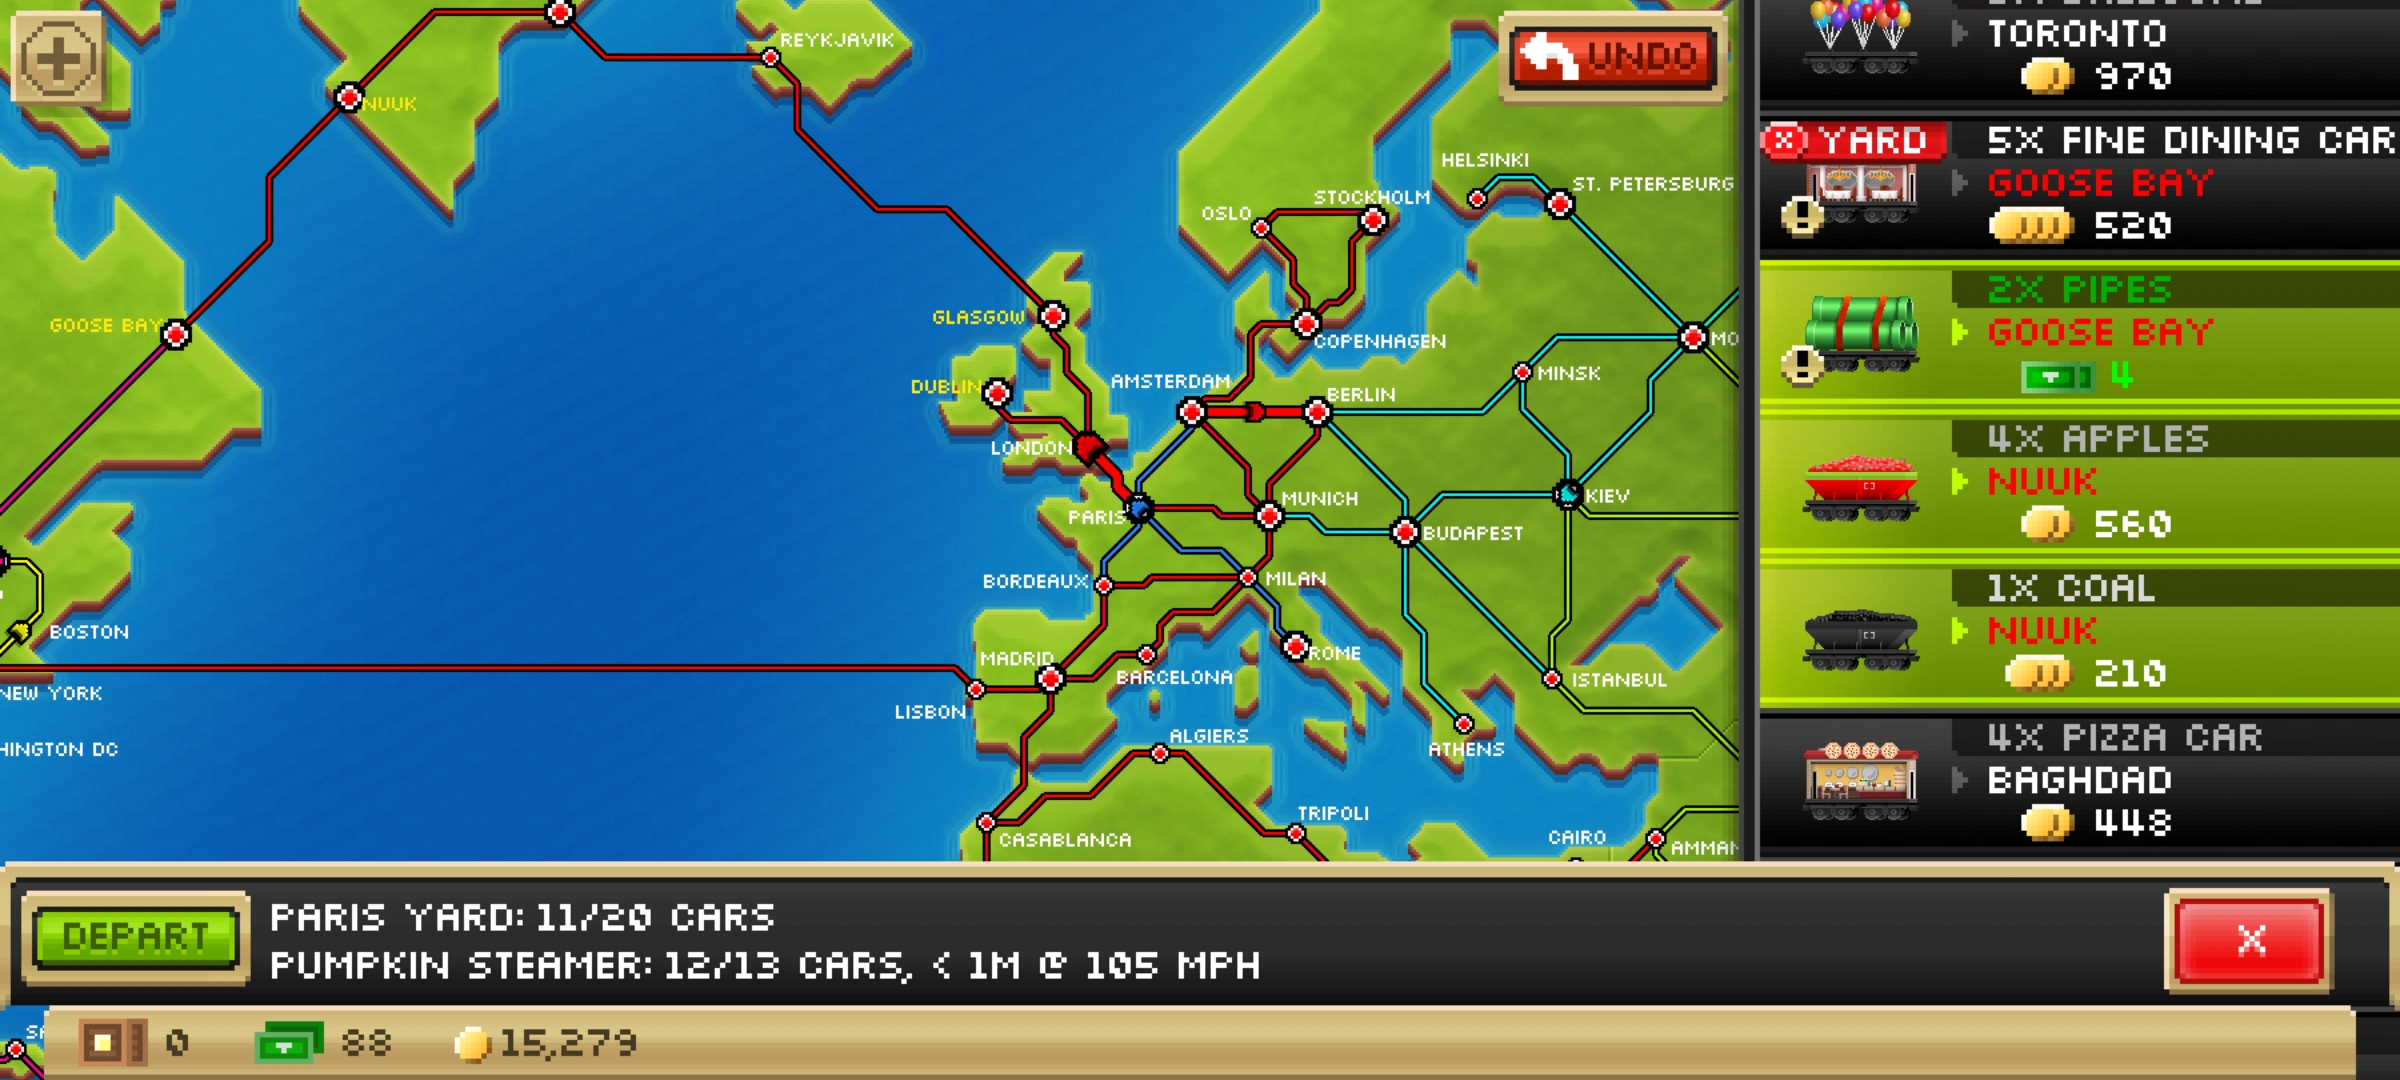 REYKJAVIK
UNDO
NUUK
HELSINKI
ST. PETERSBURG
STOCKHOLM
OSLO
GLASGOW
GOOSE BAY
COPENHAGEN
MO
MINSK
AMSTERDAM
DUBLIN
BERLIN
LONDON
MUNICH
KIEV
PARIS
BUDAPEST
BORDEAUX
MILAN
BOSTON
ROME
MADRID
BARCELONA
ISTANBUL
NEW YORK
LISBON
ALGIERS
ATHENS
HINGTON DC
TRIPOLI
CASABLANCA
CAIRO
AMMAN
TORONTO
970
YARD
5X FINE DINING CAR
GOOSE BAY
520
2X PIPES
GOOSE BAY
4
4X APPLES
NUUK
560
1X COAL
NUUK
210
4X PIZZA CAR
BAGHDAD
448
DEPART
PARIS YARD: 11/20 CARS
PUMPKIN STEAMER: 12/13 CARS, < 1M @ 105 MPH
X
0
88
15,279